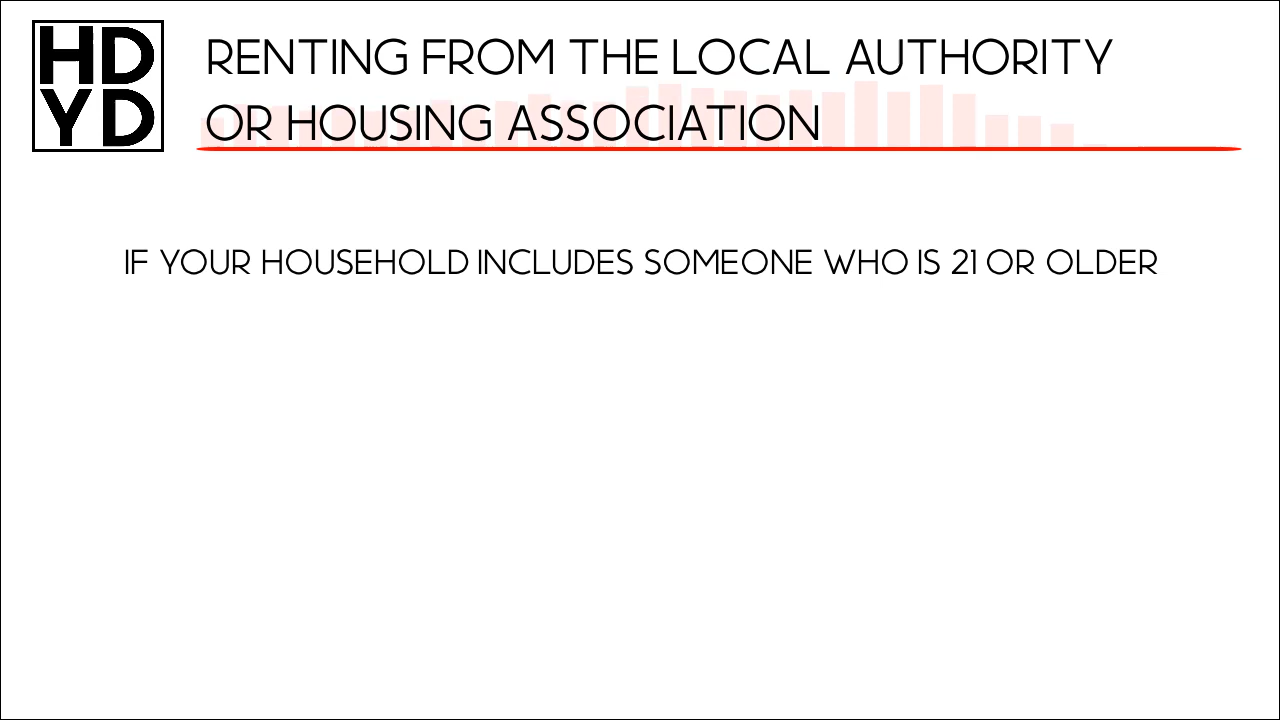 HD
YD
RENTING FROM THE LOCAL AUTHORITY
OR HOUSING ASSOCIATION
IF YOUR HOUSEHOLD INCLUDES SOMEONE WHO IS 21 OR OLDER